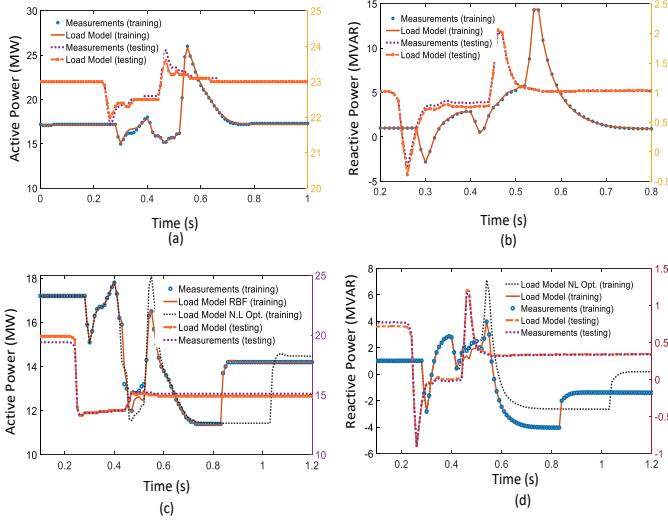 30
25
20
15
10
25
24
23
22
21
20
Active Power (MW)
Measurements (training)
Load Model (training)
Measurements (testing)
Load Model (testing)
0
0.2
0.4
0.6
0.8
1
Time (s)
(a)
15
10
5
0
-5
2.5
2
1.5
1
0.5
0
-0.5
Reactive Power (MVAR)
Measurements (training)
Load Model (training)
Measurements (testing)
Load Model (testing)
0.2
0.3
0.4
0.5
0.6
0.7
0.8
Time (s)
(b)
18
16
14
12
10
25
20
15
10
Active Power (MW)
Measurements (training)
Load Model RBF (training)
Load Model N.L Opt. (training)
Load Model (testing)
Measurements (testing)
0.2
0.4
0.6
0.8
1
1.2
Time (s)
(c)
8
6
4
2
0
-2
-4
-6
1.5
1
0.5
0
-0.5
-1
Reactive Power (MVAR)
Load Model NL Opt. (training)
Load Model (training)
Measurements (training)
Load Model (testing)
Measurements (testing)
0.2
0.4
0.6
0.8
1
1.2
Time (s)
(d)